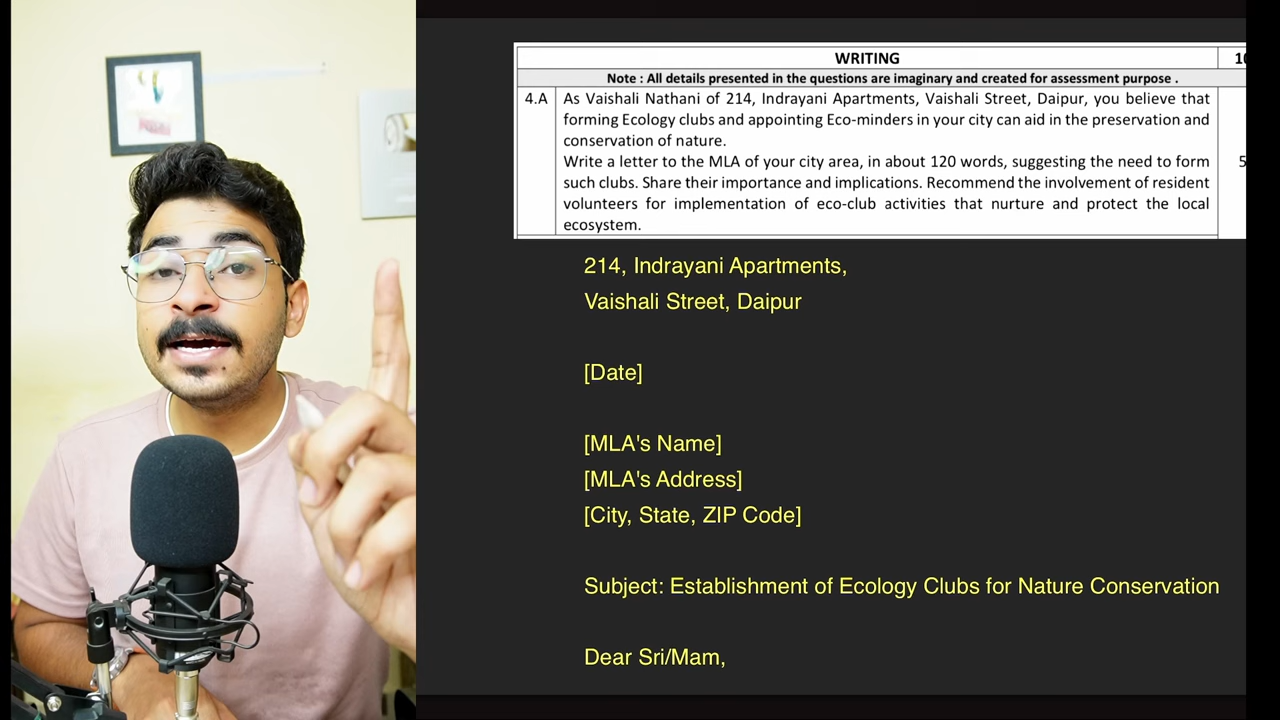 WRITING
Note : All details presented in the questions are imaginary and created for assessment purpose .
4.A As Vaishali Nathani of 214, Indrayani Apartments, Vaishali Street, Daipur, you believe that
forming Ecology clubs and appointing Eco-minders in your city can aid in the preservation and
conservation of nature.
Write a letter to the MLA of your city area, in about 120 words, suggesting the need to form 5
such clubs. Share their importance and implications. Recommend the involvement of resident
volunteers for implementation of eco-club activities that nurture and protect the local
ecosystem.
214, Indrayani Apartments,
Vaishali Street, Daipur
[Date]
[MLA's Name]
[MLA's Address]
[City, State, ZIP Code]
Subject: Establishment of Ecology Clubs for Nature Conservation
Dear Sri/Mam,